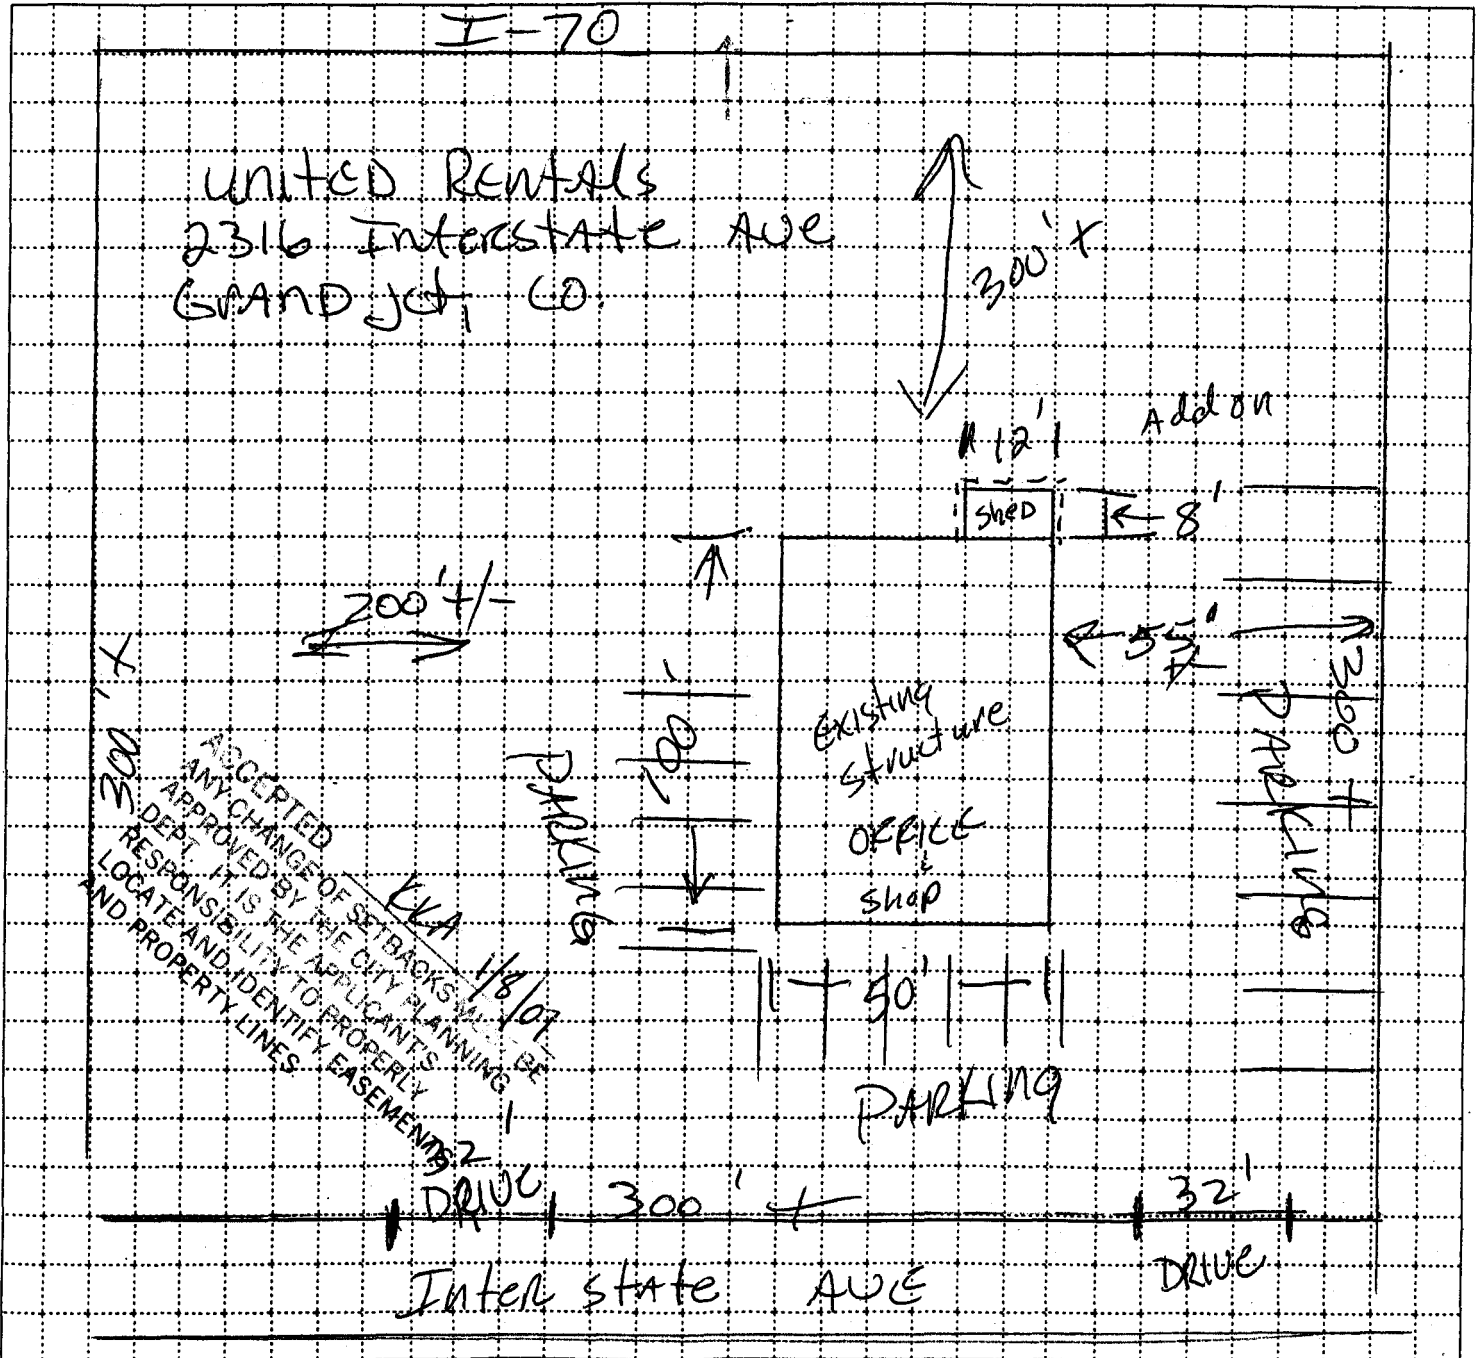 I-70
UNITED RENTAls
2316 InterstAte Ave
GRAND Jct, CO.
300' ±
12'
Add on
Shed
8'
200' +/-
55' +/-
300' ±
300' ±
100'
PARKING
PARKING
Existing
structure
OFFICE
&
Shop
50'
PARKING
ACCEPTED KKA 1/8/07
ANY CHANGE OF SETBACKS MUST BE
APPROVED BY THE CITY PLANNING
DEPT. IT IS THE APPLICANT'S
RESPONSIBILITY TO PROPERLY
LOCATE AND IDENTIFY EASEMENTS
AND PROPERTY LINES.
32'
DRIVE
300' ±
32'
DRIVE
Inter state AVE